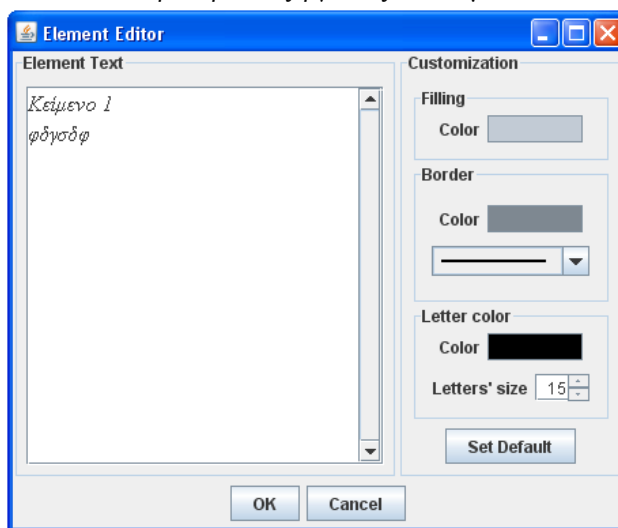 Element Editor
Element Text
Κείμενο 1
φδγσδφ
Customization
Filling
Color
Border
Color
Letter color
Color
Letters' size 15
Set Default
OK Cancel